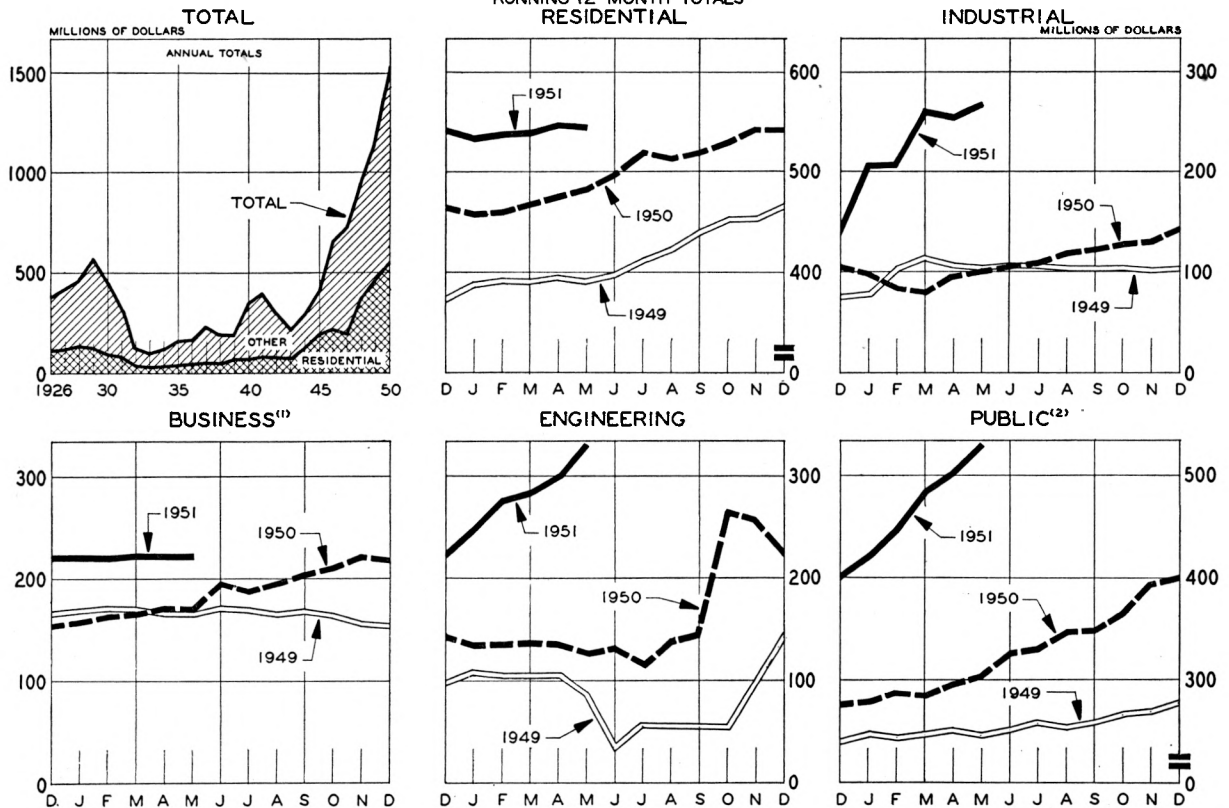 RUNNING 12-MONTH TOTALS
TOTAL
MILLIONS OF DOLLARS
ANNUAL TOTALS
1500
1000
500
0
TOTAL
OTHER
RESIDENTIAL
1926 30 35 40 45 50
RESIDENTIAL
600
500
400
0
1951
1950
1949
D J F M A M J J A S O N D
INDUSTRIAL
MILLIONS OF DOLLARS
300
200
100
0
1951
1950
1949
D J F M A M J J A S O N D
BUSINESS(1)
300
200
100
0
1951
1950
1949
D. J F M A M J J A S O N D
ENGINEERING
300
200
100
0
1951
1950
1949
D J F M A M J J A S O N D
PUBLIC(2)
500
400
300
0
1951
1950
1949
D J F M A M J J A S O N D